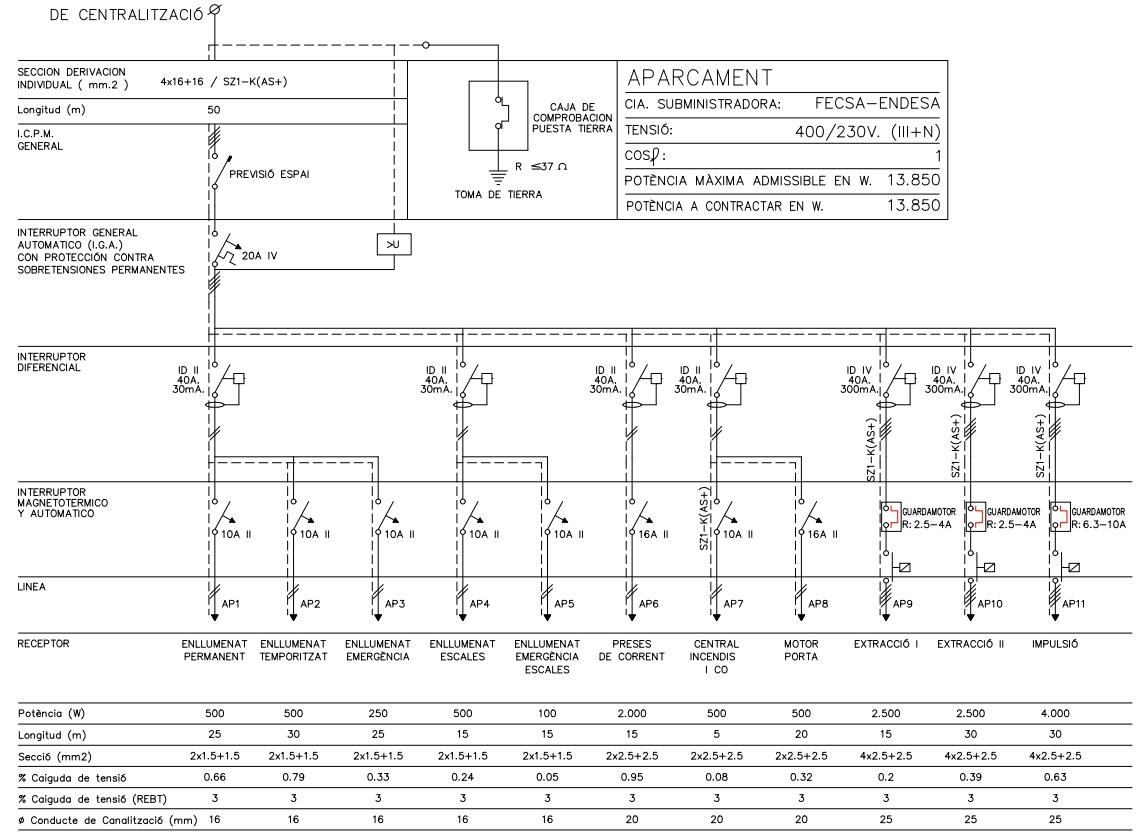 DE CENTRALITZACIÓ
SECCION DERIVACION
INDIVIDUAL ( mm.2 )
4x16+16 / SZ1-K(AS+)
Longitud (m)
50
I.C.P.M.
GENERAL
PREVISIÓ ESPAI
CAJA DE
COMPROBACION
PUESTA TIERRA
R ≤37 Ω
TOMA DE TIERRA
APARCAMENT
CIA. SUBMINISTRADORA: FECSA-ENDESA
TENSIÓ: 400/230V. (III+N)
COSϕ: 1
POTÈNCIA MÀXIMA ADMISSIBLE EN W. 13.850
POTÈNCIA A CONTRACTAR EN W. 13.850
INTERRUPTOR GENERAL
AUTOMATICO (I.G.A.)
CON PROTECCIÓN CONTRA
SOBRETENSIONES PERMANENTES
20A IV
>U
INTERRUPTOR
DIFERENCIAL
ID II
40A.
30mA.
ID II
40A.
30mA.
ID II
40A.
30mA.
ID II
40A.
30mA.
ID IV
40A.
300mA.
ID IV
40A.
300mA.
ID IV
40A.
300mA.
SZ1-K(AS+)
SZ1-K(AS+)
SZ1-K(AS+)
INTERRUPTOR
MAGNETOTERMICO
Y AUTOMATICO
10A II
10A II
10A II
10A II
10A II
16A II
SZ1-K(AS+)
10A II
16A II
GUARDAMOTOR
R: 2.5-4A
GUARDAMOTOR
R: 2.5-4A
GUARDAMOTOR
R: 6.3-10A
LINEA
AP1 AP2 AP3 AP4 AP5 AP6 AP7 AP8 AP9 AP10 AP11
RECEPTOR
ENLLUMENAT
PERMANENT
ENLLUMENAT
TEMPORITZAT
ENLLUMENAT
EMERGÈNCIA
ENLLUMENAT
ESCALES
ENLLUMENAT
EMERGÈNCIA
ESCALES
PRESES
DE CORRENT
CENTRAL
INCENDIS
I CO
MOTOR
PORTA
EXTRACCIÓ I
EXTRACCIÓ II
IMPULSIÓ
Potència (W) 500 500 250 500 100 2.000 500 500 2.500 2.500 4.000
Longitud (m) 25 30 25 15 15 15 5 20 15 30 30
Secció (mm2) 2x1.5+1.5 2x1.5+1.5 2x1.5+1.5 2x1.5+1.5 2x1.5+1.5 2x2.5+2.5 2x2.5+2.5 2x2.5+2.5 4x2.5+2.5 4x2.5+2.5 4x2.5+2.5
% Caiguda de tensió 0.66 0.79 0.33 0.24 0.05 0.95 0.08 0.32 0.2 0.39 0.63
% Caiguda de tensió (REBT) 3 3 3 3 3 3 3 3 3 3 3
ø Conducte de Canalització (mm) 16 16 16 16 16 20 20 20 25 25 25